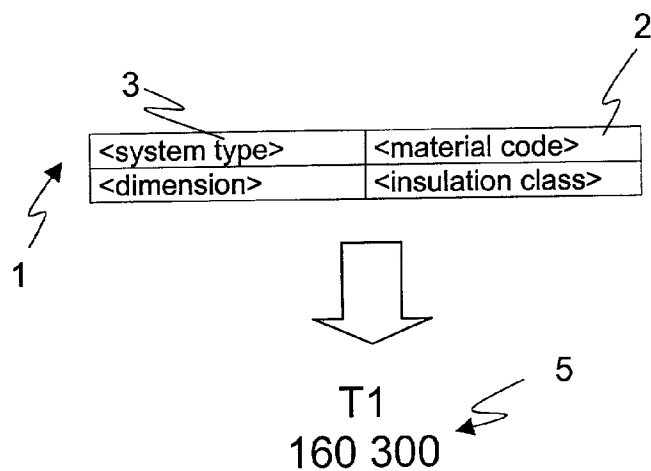 2
3
<system type> <material code>
<dimension> <insulation class>
1
5
T1
160 300